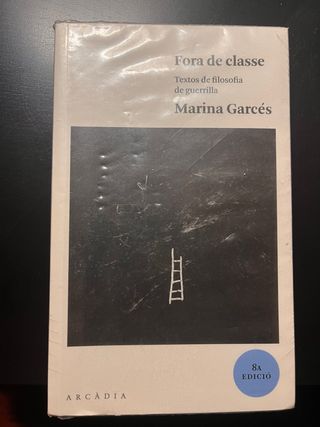 Fora de classe
Textos de filosofia
de guerrilla
Marina Garcés
8A
EDICIÓ
ARCÀDIA